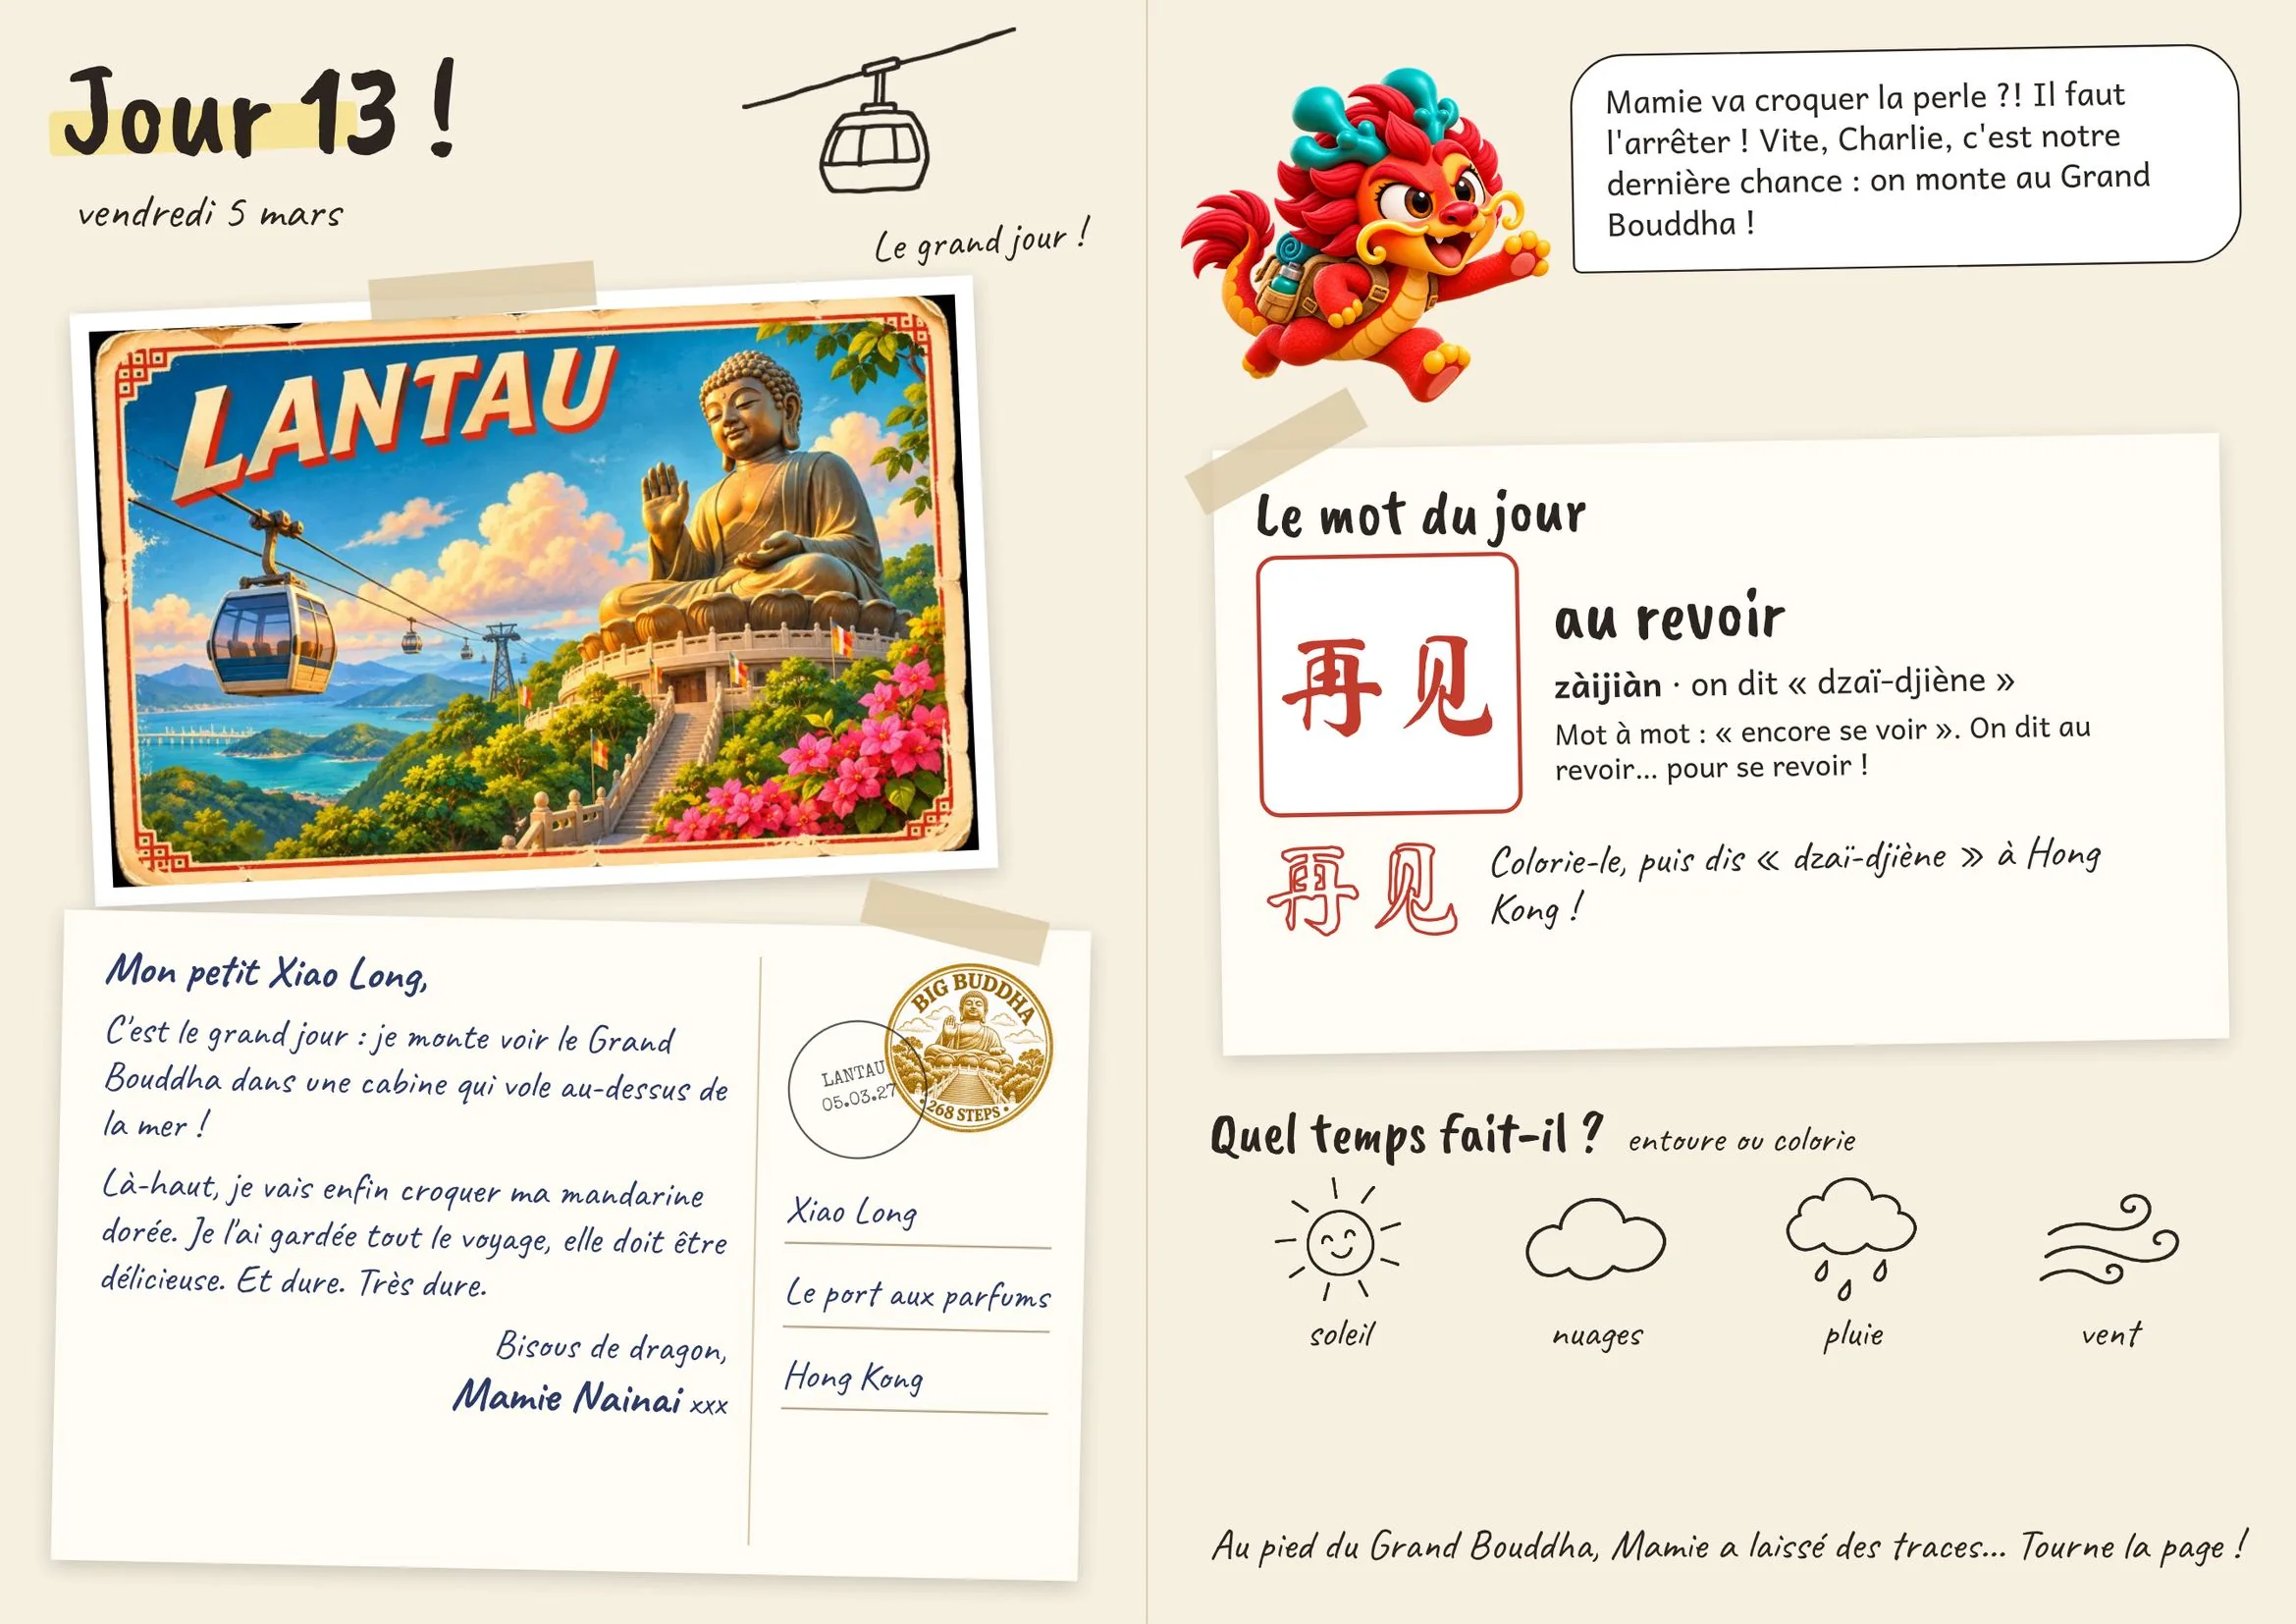 Jour 13 !
vendredi 5 mars
Le grand jour !
LANTAU
Mon petit Xiao Long,
C'est le grand jour : je monte voir le Grand
Bouddha dans une cabine qui vole au-dessus de
la mer !
Là-haut, je vais enfin croquer ma mandarine
dorée. Je l'ai gardée tout le voyage, elle doit être
délicieuse. Et dure. Très dure.
Bisous de dragon,
Mamie Nainai xxx
BIG BUDDHA
268 STEPS
LANTAU
05.03.27
Xiao Long
Le port aux parfums
Hong Kong
Mamie va croquer la perle ?! Il faut
l'arrêter ! Vite, Charlie, c'est notre
dernière chance : on monte au Grand
Bouddha !
Le mot du jour
再见
au revoir
zàijiàn · on dit « dzaï-djiène »
Mot à mot : « encore se voir ». On dit au
revoir... pour se revoir !
再见
Colorie-le, puis dis « dzaï-djiène » à Hong
Kong !
Quel temps fait-il ? entoure ou colorie
soleil
nuages
pluie
vent
Au pied du Grand Bouddha, Mamie a laissé des traces... Tourne la page !